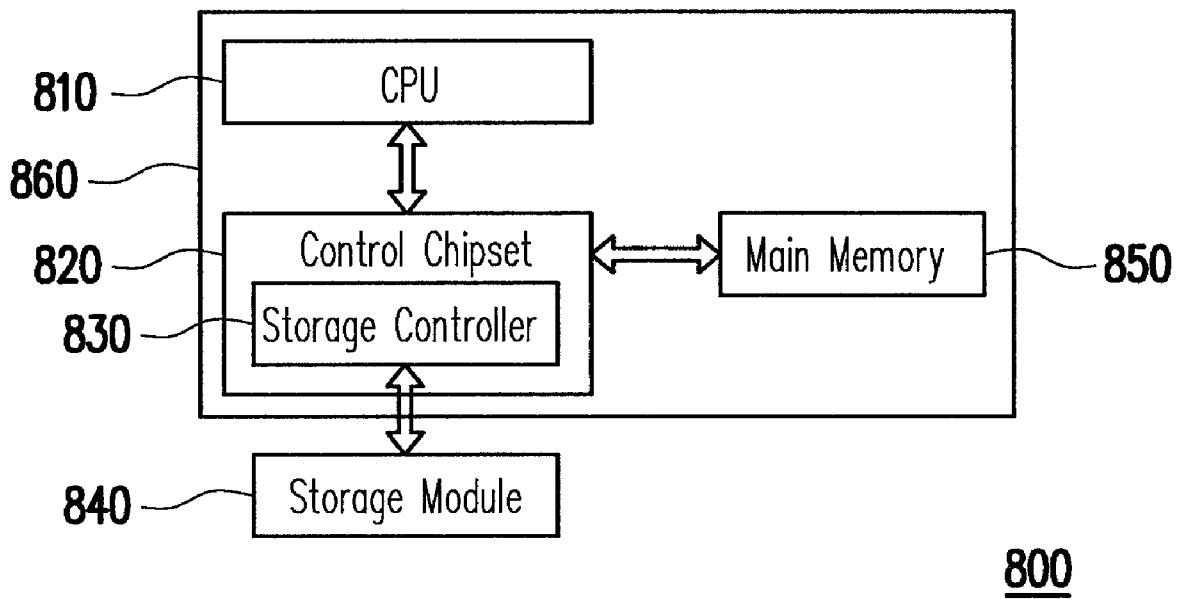 810
CPU
860
820
Control Chipset
Main Memory
850
830
Storage Controller
840
Storage Module
800